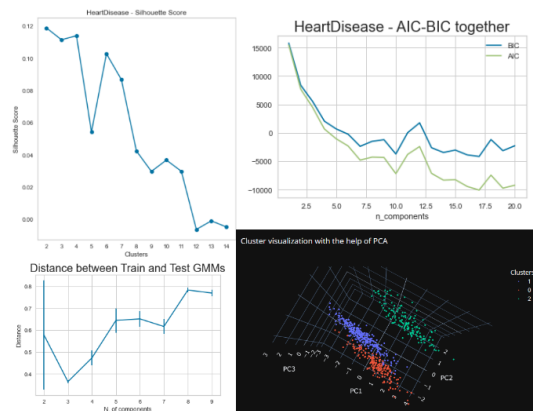 HeartDisease - Silhouette Score
0.12
0.10
0.08
0.06
0.04
0.02
0.00
Silhouette Score
2 3 4 5 6 7 8 9 10 11 12 13 14
Clusters
HeartDisease - AIC-BIC together
BIC
AIC
15000
10000
5000
0
-5000
-10000
2.5 5.0 7.5 10.0 12.5 15.0 17.5 20.0
n_components
Distance between Train and Test GMMs
0.8
0.7
0.6
0.5
0.4
Distance
2 3 4 5 6 7 8 9
N. of components
Cluster visualization with the help of PCA
Clusters
1
0
2
PC3
PC1
PC2